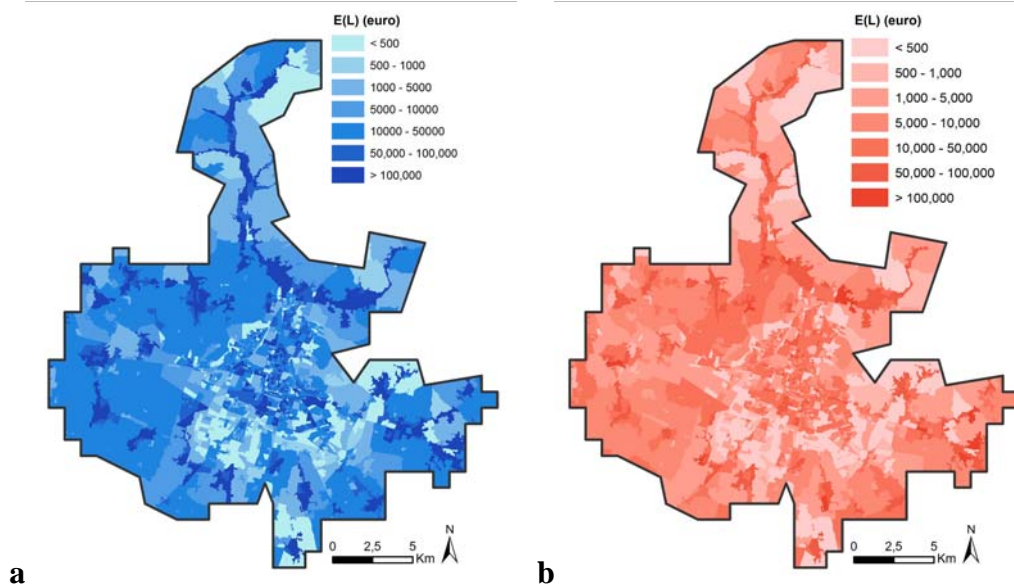 E(L) (euro)
< 500
500 - 1000
1000 - 5000
5000 - 10000
10000 - 50000
50,000 - 100,000
> 100,000
N
0 2,5 5
Km
a
E(L) (euro)
< 500
500 - 1,000
1,000 - 5,000
5,000 - 10,000
10,000 - 50,000
50,000 - 100,000
> 100,000
N
0 2,5 5
Km
b